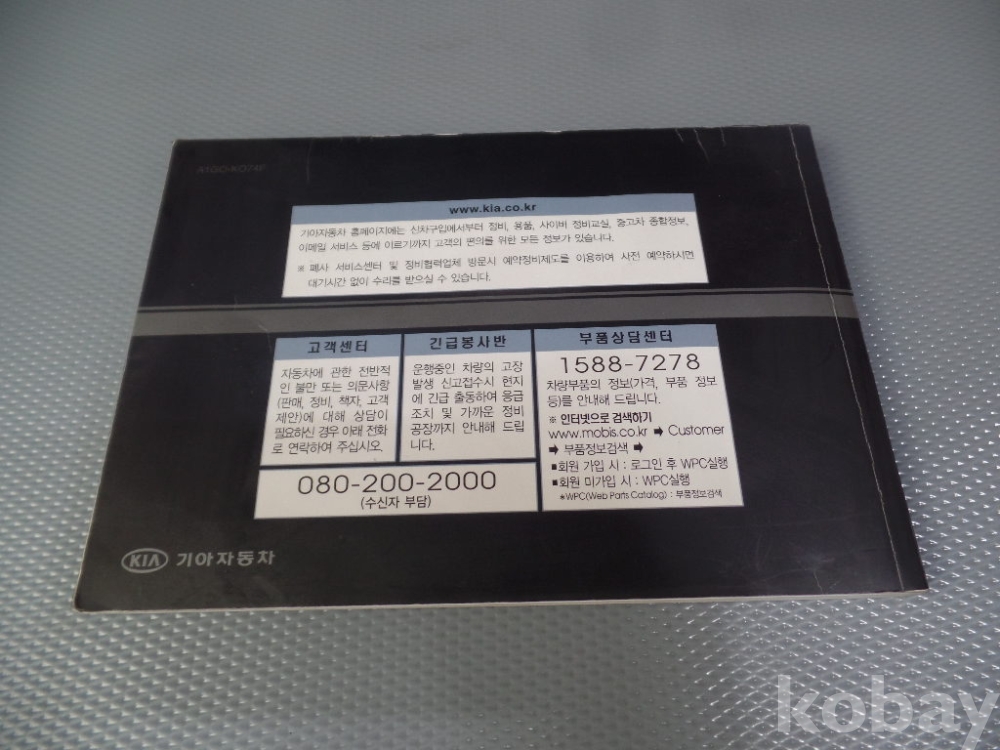 www.kia.co.kr
기아자동차 홈페이지에는 신차구입에서부터 정비, 용품, 사이버 정비교실, 중고차 종합정보,
이메일 서비스 등에 이르기까지 고객의 편의를 위한 모든 정보가 있습니다.
※ 폐사 서비스센터 및 정비협력업체 방문시 예약정비제도를 이용하여 사전 예약하시면
대기시간 없이 수리를 받으실 수 있습니다.
고객센터
자동차에 관한 전반적
인 불만 또는 의문사항
(판매, 정비, 책자, 고객
제안)에 대해 상담이
필요하신 경우 아래 전화
로 연락하여 주십시오.
긴급봉사반
운행중인 차량의 고장
발생 신고접수시 현지
에 긴급 출동하여 응급
조치 및 가까운 정비
공장까지 안내해 드립
니다.
080-200-2000
(수신자 부담)
부품상담센터
1588-7278
차량부품의 정보(가격, 부품 정보
등)를 안내해 드립니다.
※ 인터넷으로 검색하기
www.mobis.co.kr ➡ Customer
➡ 부품정보검색 ➡
■회원 가입 시 : 로그인 후 WPC실행
■회원 미가입 시 : WPC실행
*WPC(Web Parts Catalog) : 부품정보검색
KIA 기아자동차
kobay